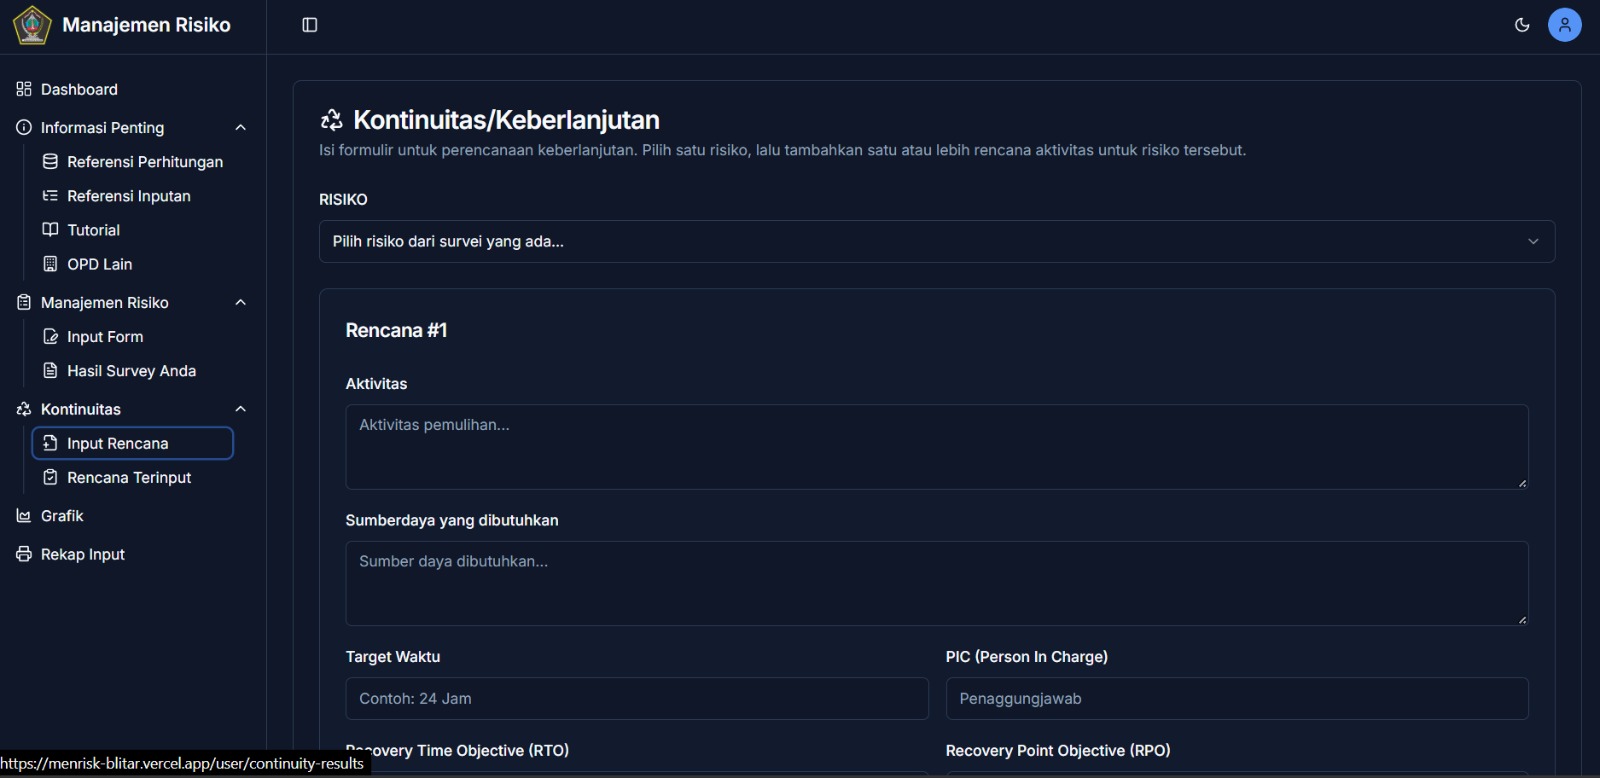 Manajemen Risiko
Dashboard
Informasi Penting
Referensi Perhitungan
Referensi Inputan
Tutorial
OPD Lain
Manajemen Risiko
Input Form
Hasil Survey Anda
Kontinuitas
Input Rencana
Rencana Terinput
Grafik
Rekap Input
Kontinuitas/Keberlanjutan
Isi formulir untuk perencanaan keberlanjutan. Pilih satu risiko, lalu tambahkan satu atau lebih rencana aktivitas untuk risiko tersebut.
RISIKO
Pilih risiko dari survei yang ada...
Rencana #1
Aktivitas
Aktivitas pemulihan...
Sumberdaya yang dibutuhkan
Sumber daya dibutuhkan...
Target Waktu
PIC (Person In Charge)
Contoh: 24 Jam
Penaggungjawab
Recovery Time Objective (RTO)
Recovery Point Objective (RPO)
https://menrisk-blitar.vercel.app/user/continuity-results